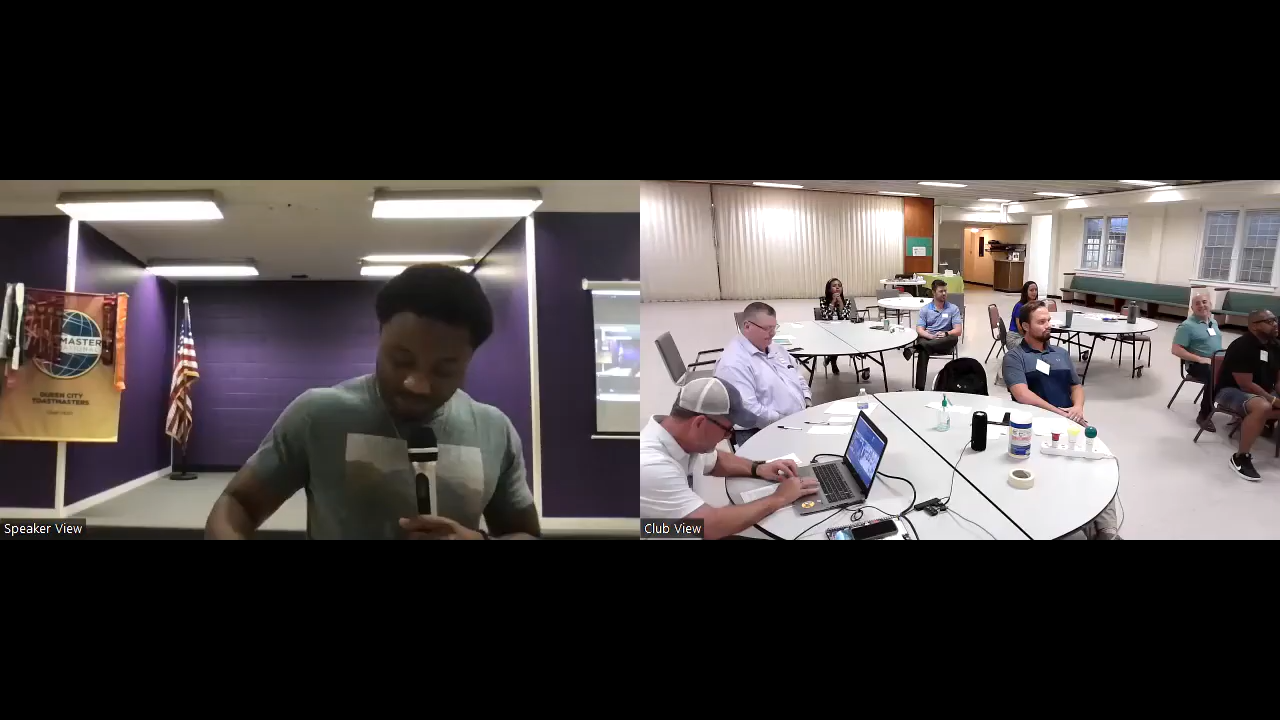 MASTER
QUEEN CITY
TOASTMASTERS
Speaker View
Club View